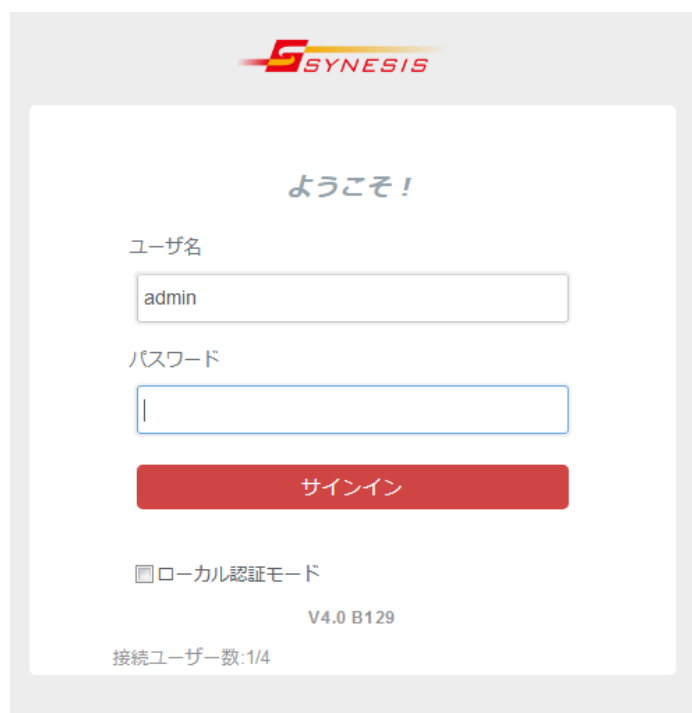 SYNESIS
ようこそ！
ユーザ名
admin
パスワード
サインイン
ローカル認証モード
V4.0 B129
接続ユーザー数:1/4